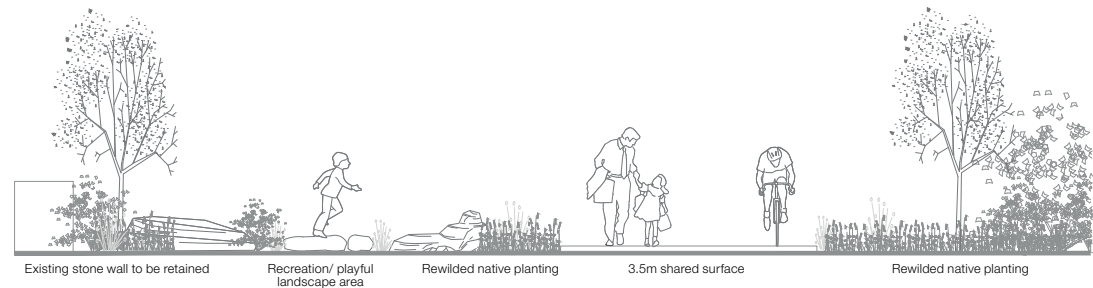 Existing stone wall to be retained
Recreation/ playful
landscape area
Rewilded native planting
3.5m shared surface
Rewilded native planting